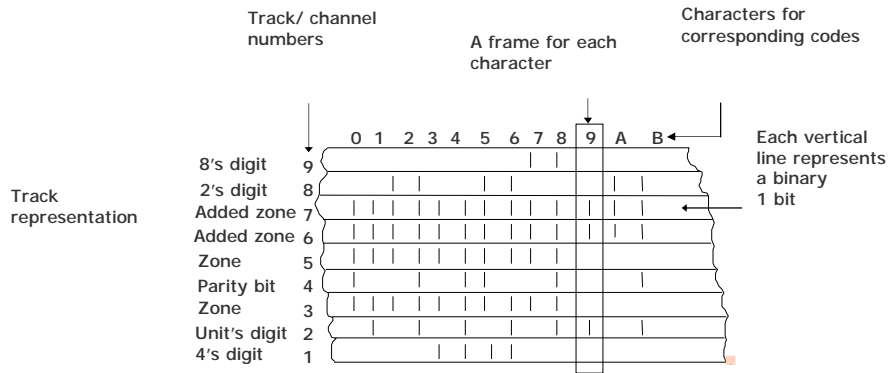 Track/ channel
numbers
A frame for each
character
Characters for
corresponding codes
0 1 2 3 4 5 6 7 8 9 A B
Each vertical
line represents
a binary
1 bit
Track
representation
8's digit 9
2's digit 8
Added zone 7
Added zone 6
Zone 5
Parity bit 4
Zone 3
Unit's digit 2
4's digit 1